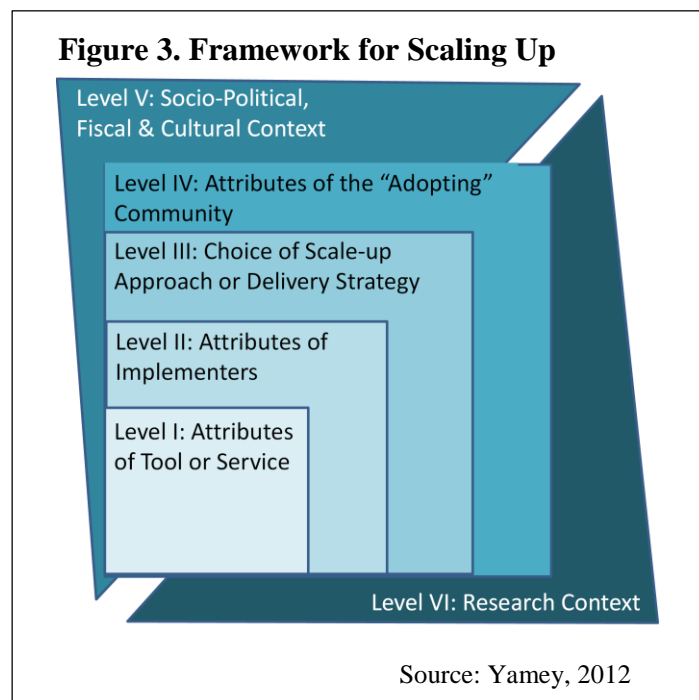 Figure 3. Framework for Scaling Up
Level V: Socio-Political,
Fiscal & Cultural Context
Level IV: Attributes of the “Adopting”
Community
Level III: Choice of Scale-up
Approach or Delivery Strategy
Level II: Attributes of
Implementers
Level I: Attributes
of Tool or Service
Level VI: Research Context
Source: Yamey, 2012